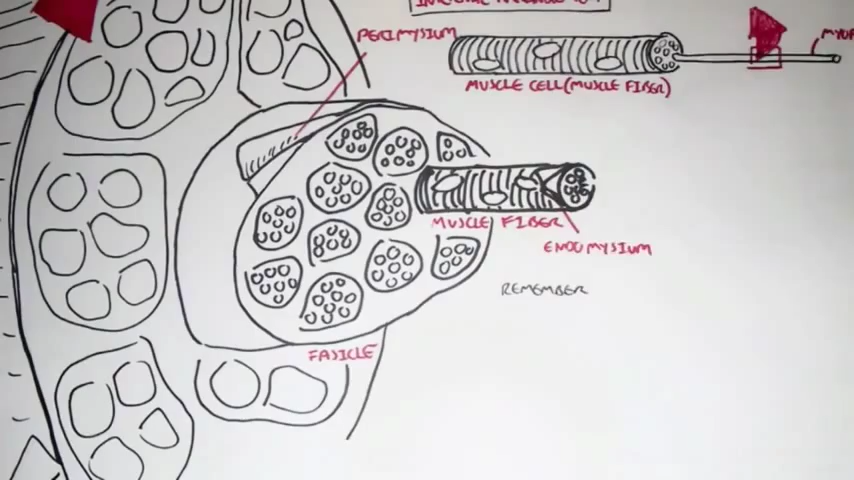 PERIMYSIUM
MUSCLE CELL(MUSCLE FIBER)
MUSCLE FIBER
ENDOMYSIUM
REMEMBER
FASICLE